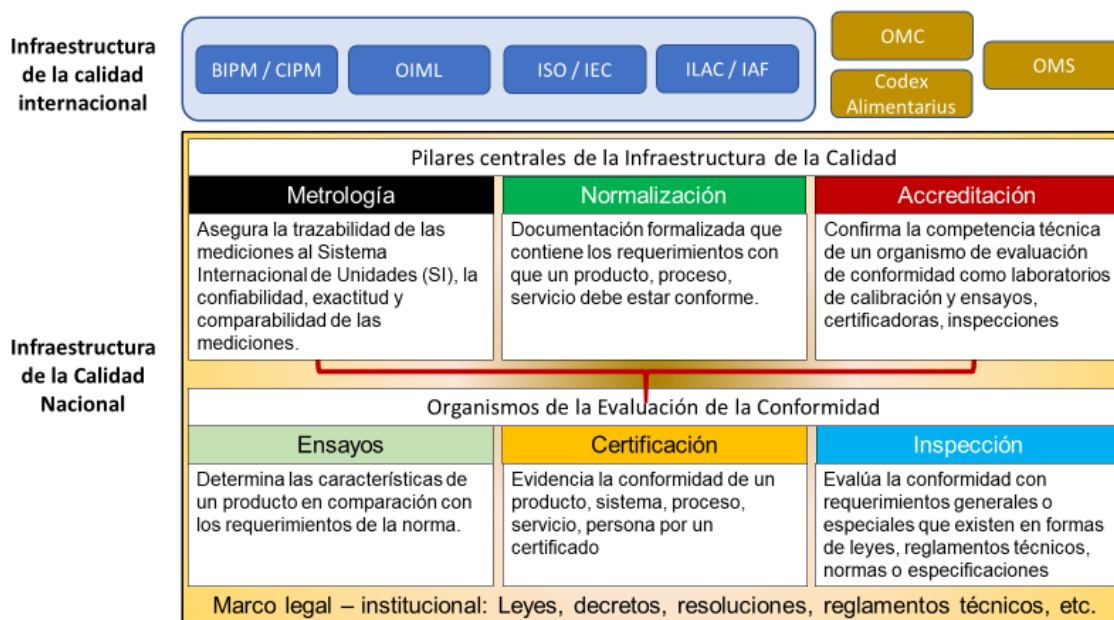 Infraestructura
de la calidad
internacional
BIPM / CIPM
OIML
ISO / IEC
ILAC / IAF
OMC
Codex
Alimentarius
OMS
Infraestructura
de la Calidad
Nacional
Pilares centrales de la Infraestructura de la Calidad
Metrología
Asegura la trazabilidad de las
mediciones al Sistema
Internacional de Unidades (SI), la
confiabilidad, exactitud y
comparabilidad de las
mediciones.
Normalización
Documentación formalizada que
contiene los requerimientos con
que un producto, proceso,
servicio debe estar conforme.
Accreditación
Confirma la competencia técnica
de un organismo de evaluación
de conformidad como laboratorios
de calibración y ensayos,
certificadoras, inspecciones
Organismos de la Evaluación de la Conformidad
Ensayos
Determina las características de
un producto en comparación con
los requerimientos de la norma.
Certificación
Evidencia la conformidad de un
producto, sistema, proceso,
servicio, persona por un
certificado
Inspección
Evalúa la conformidad con
requerimientos generales o
especiales que existen en formas
de leyes, reglamentos técnicos,
normas o especificaciones
Marco legal – institucional: Leyes, decretos, resoluciones, reglamentos técnicos, etc.